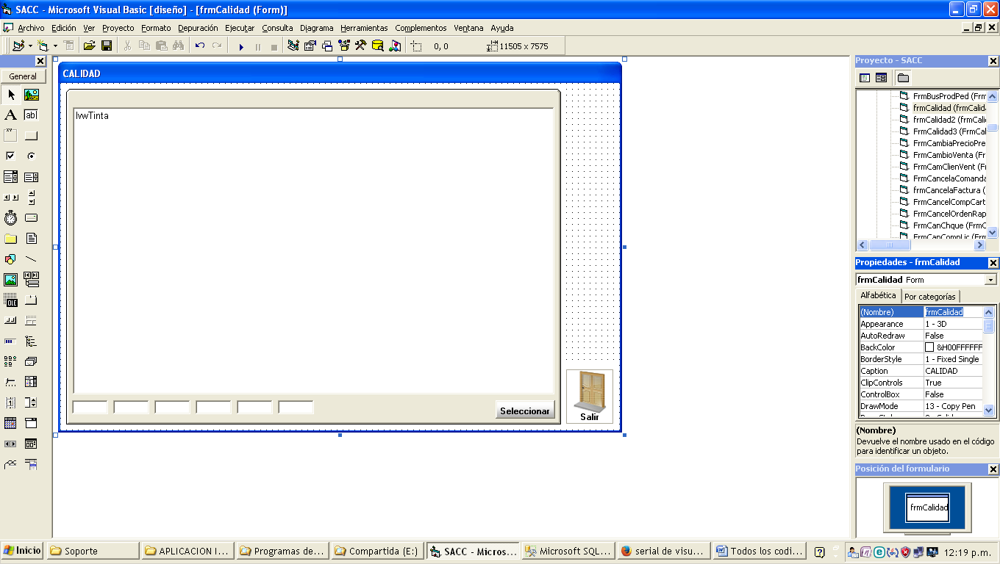 SACC - Microsoft Visual Basic [diseño] - [frmCalidad (Form)]
Archivo Edición Ver Proyecto Formato Depuración Ejecutar Consulta Diagrama Herramientas Complementos Ventana Ayuda
0, 0 11505 x 7575
General
CALIDAD
lvwTinta
Seleccionar
Salir
Proyecto - SACC
FrmBusProdPed (Frm
frmCalidad (frmCalid
frmCalidad2 (frmCali
FrmCalidad3 (FrmCal
FrmCambiaPrecioPre
FrmCambioVenta (Fr
FrmCamClienVent (F
FrmCancelaComanda
frmCancelaFactura (
FrmCancelCompCart
FrmCancelOrdenRap
FrmCanChque (FrmC
FrmCanCompLic (Frm
Propiedades - frmCalidad
frmCalidad Form
Alfabética Por categorías
(Nombre) frmCalidad
Appearance 1 - 3D
AutoRedraw False
BackColor &H00FFFFFF
BorderStyle 1 - Fixed Single
Caption CALIDAD
ClipControls True
ControlBox False
DrawMode 13 - Copy Pen
(Nombre)
Devuelve el nombre usado en el código
para identificar un objeto.
Posición del formulario
frmCalidad
Inicio Soporte APLICACION I... Programas de... Compartida (E:) SACC - Micros... Microsoft SQL... serial de visu... Todos los codi... 12:19 p.m.